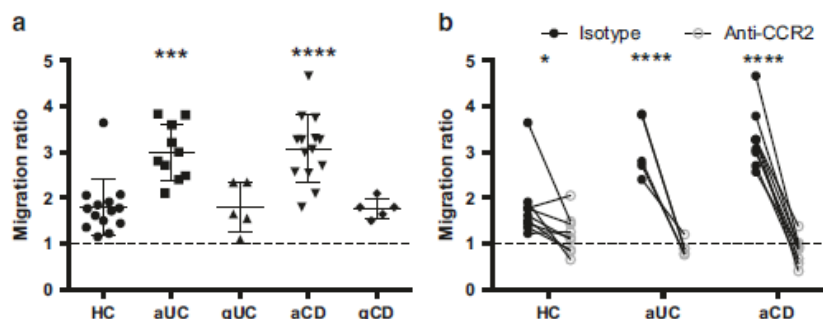 a
Migration ratio
5
4
3
2
1
0
*** ****
HC aUC qUC aCD qCD
b
Isotype Anti-CCR2
Migration ratio
5
4
3
2
1
0
* **** ****
HC aUC aCD